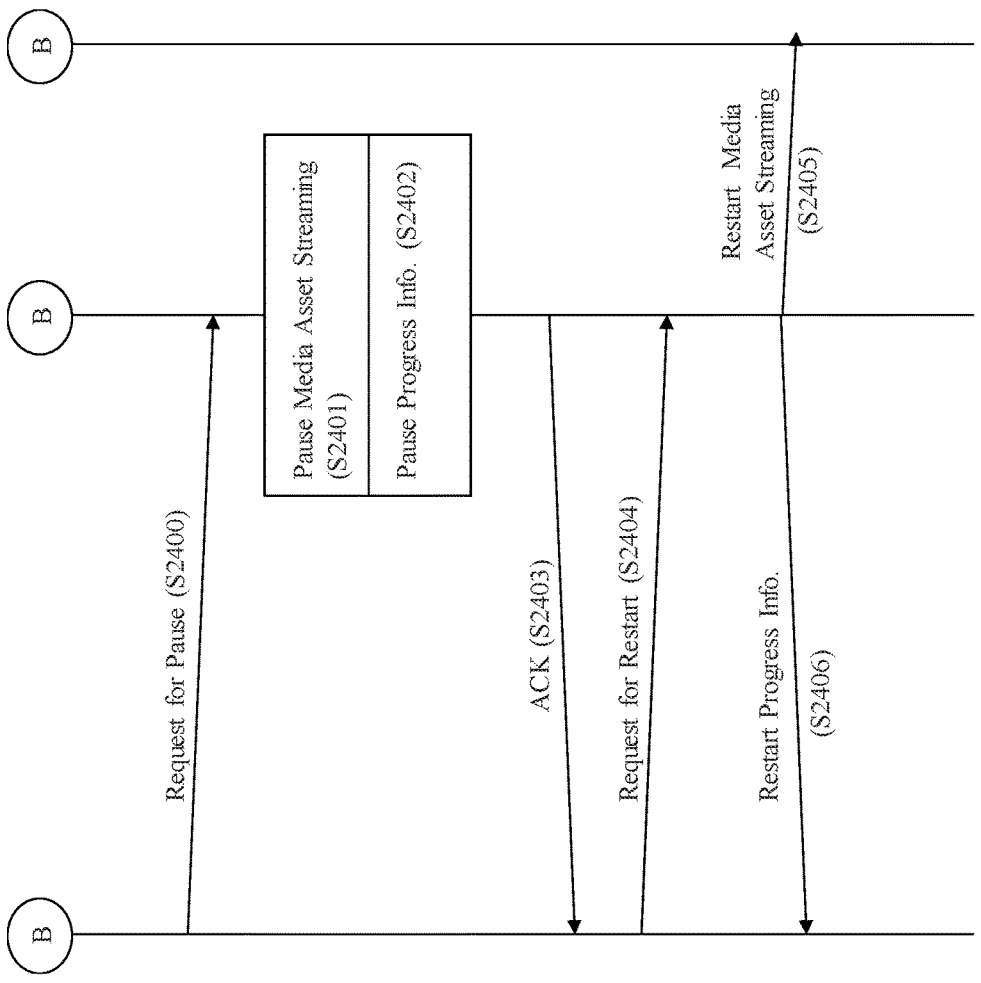 B
B
B
Request for Pause (S2400)
Pause Media Asset Streaming
(S2401)
Pause Progress Info. (S2402)
ACK (S2403)
Request for Restart (S2404)
Restart Media
Asset Streaming
(S2405)
Restart Progress Info.
(S2406)